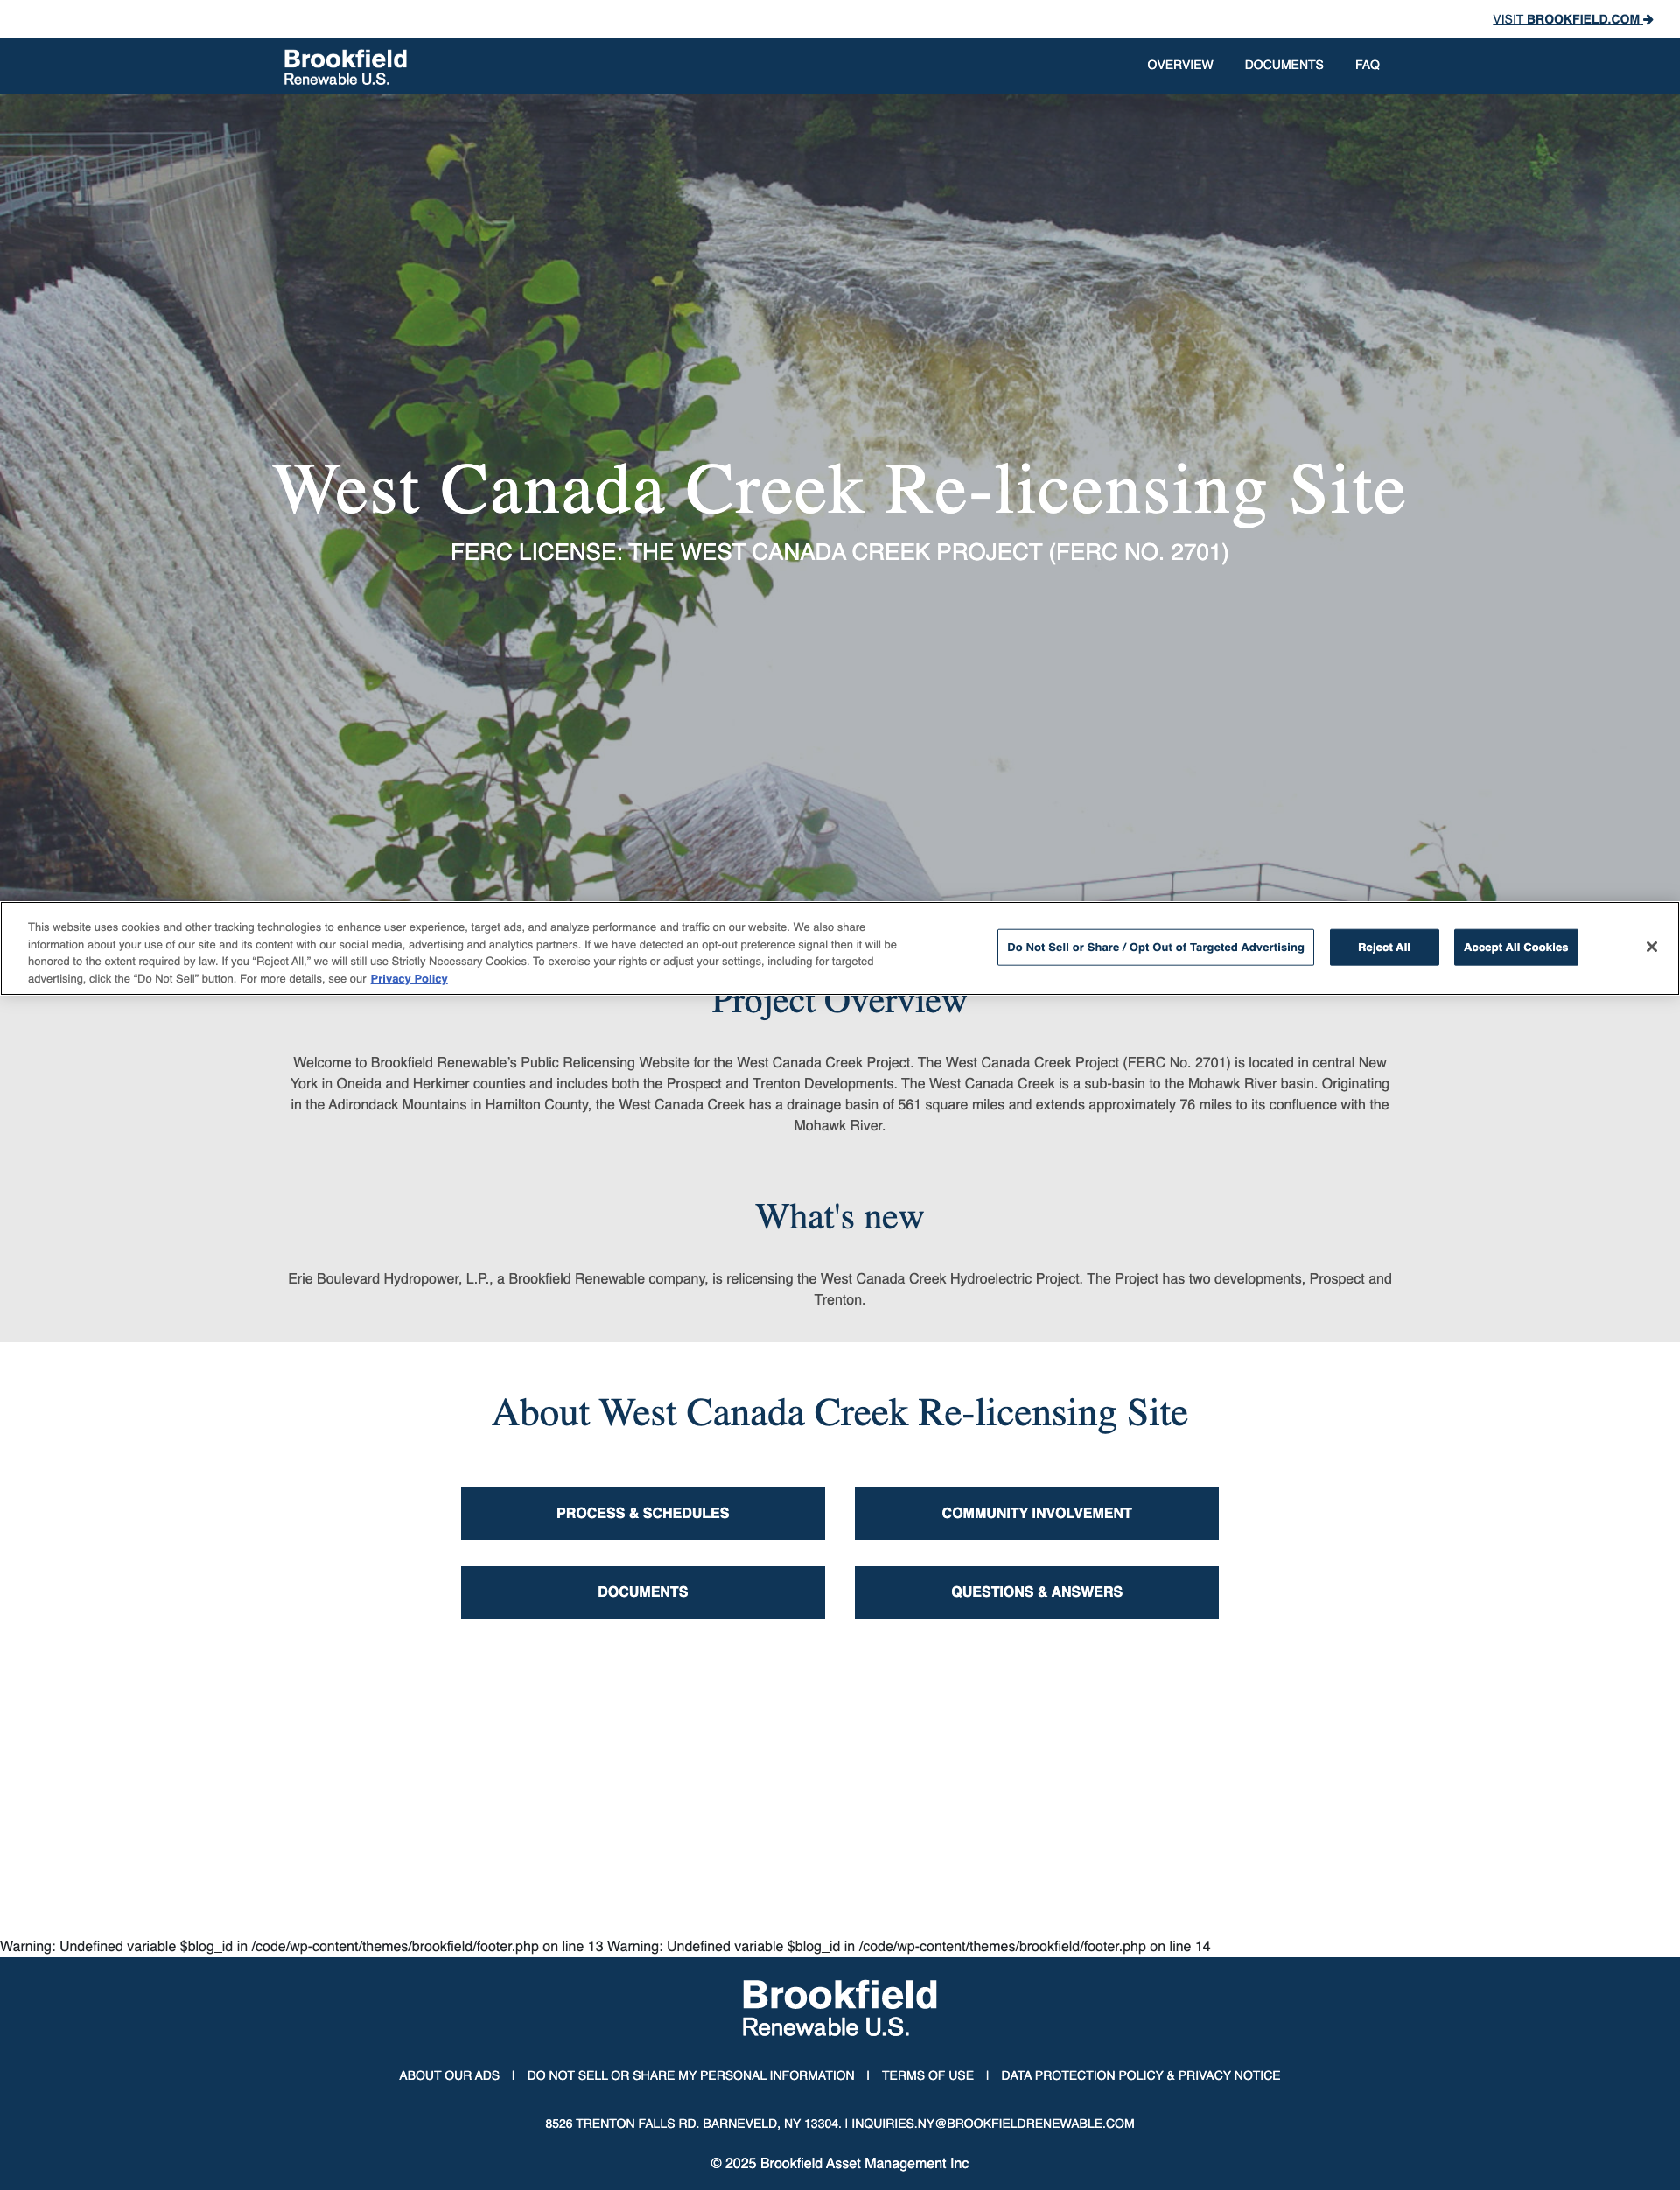 VISIT BROOKFIELD.COM
Brookfield
Renewable U.S.
OVERVIEW DOCUMENTS FAQ
West Canada Creek Re-licensing Site
FERC LICENSE: THE WEST CANADA CREEK PROJECT (FERC NO. 2701)
This website uses cookies and other tracking technologies to enhance user experience, target ads, and analyze performance and traffic on our website. We also share
information about your use of our site and its content with our social media, advertising and analytics partners. If we have detected an opt-out preference signal then it will be
honored to the extent required by law. If you “Reject All,” we will still use Strictly Necessary Cookies. To exercise your rights or adjust your settings, including for targeted
advertising, click the “Do Not Sell” button. For more details, see our Privacy Policy
Do Not Sell or Share / Opt Out of Targeted Advertising
Reject All
Accept All Cookies
Project Overview
Welcome to Brookfield Renewable’s Public Relicensing Website for the West Canada Creek Project. The West Canada Creek Project (FERC No. 2701) is located in central New
York in Oneida and Herkimer counties and includes both the Prospect and Trenton Developments. The West Canada Creek is a sub-basin to the Mohawk River basin. Originating
in the Adirondack Mountains in Hamilton County, the West Canada Creek has a drainage basin of 561 square miles and extends approximately 76 miles to its confluence with the
Mohawk River.
What's new
Erie Boulevard Hydropower, L.P., a Brookfield Renewable company, is relicensing the West Canada Creek Hydroelectric Project. The Project has two developments, Prospect and
Trenton.
About West Canada Creek Re-licensing Site
PROCESS & SCHEDULES
COMMUNITY INVOLVEMENT
DOCUMENTS
QUESTIONS & ANSWERS
Warning: Undefined variable $blog_id in /code/wp-content/themes/brookfield/footer.php on line 13 Warning: Undefined variable $blog_id in /code/wp-content/themes/brookfield/footer.php on line 14
Brookfield
Renewable U.S.
ABOUT OUR ADS | DO NOT SELL OR SHARE MY PERSONAL INFORMATION | TERMS OF USE | DATA PROTECTION POLICY & PRIVACY NOTICE
8526 TRENTON FALLS RD. BARNEVELD, NY 13304. | INQUIRIES.NY@BROOKFIELDRENEWABLE.COM
© 2025 Brookfield Asset Management Inc